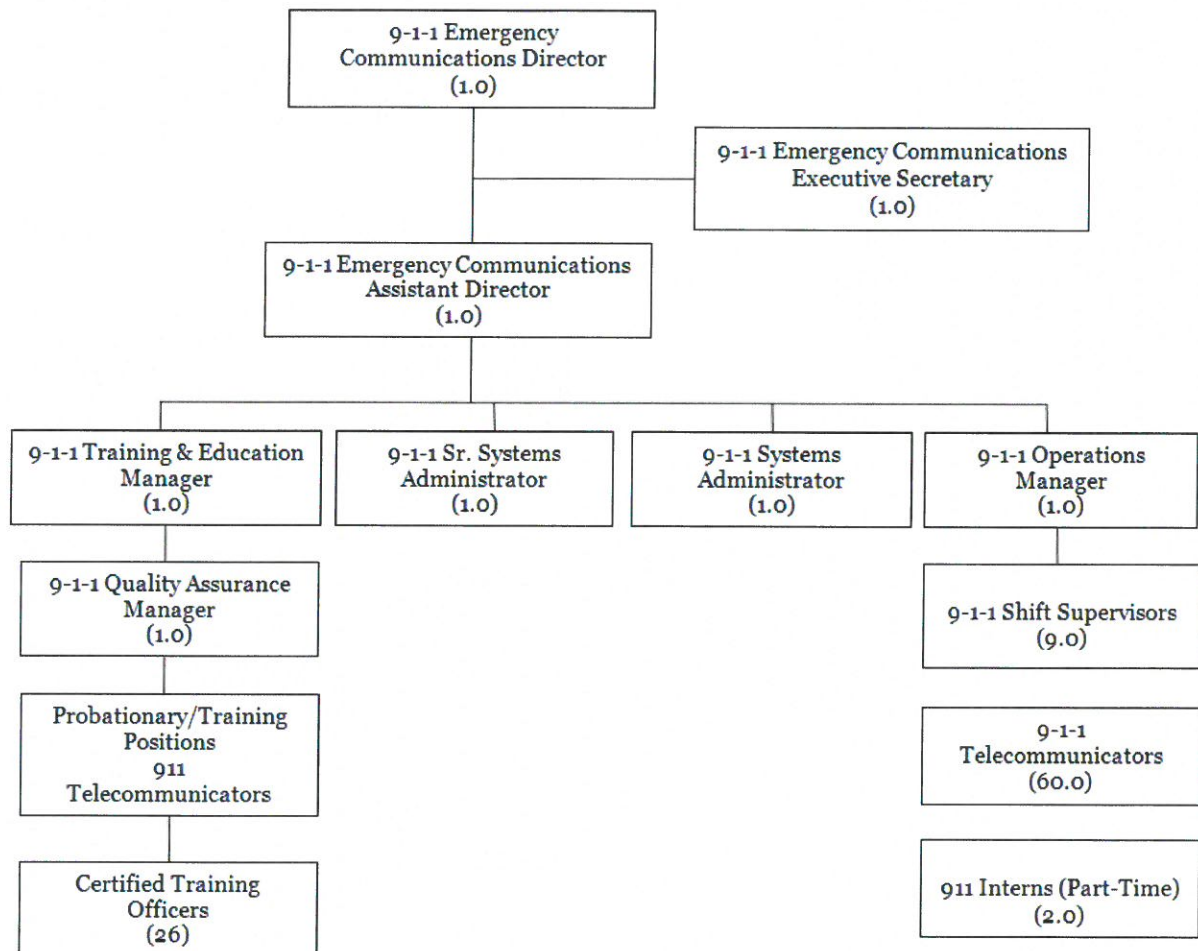 9-1-1 Emergency
Communications Director
(1.0)
9-1-1 Emergency Communications
Executive Secretary
(1.0)
9-1-1 Emergency Communications
Assistant Director
(1.0)
9-1-1 Training & Education
Manager
(1.0)
9-1-1 Sr. Systems
Administrator
(1.0)
9-1-1 Systems
Administrator
(1.0)
9-1-1 Operations
Manager
(1.0)
9-1-1 Quality Assurance
Manager
(1.0)
9-1-1 Shift Supervisors
(9.0)
Probationary/Training
Positions
911
Telecommunicators
9-1-1
Telecommunicators
(60.0)
Certified Training
Officers
(26)
911 Interns (Part-Time)
(2.0)